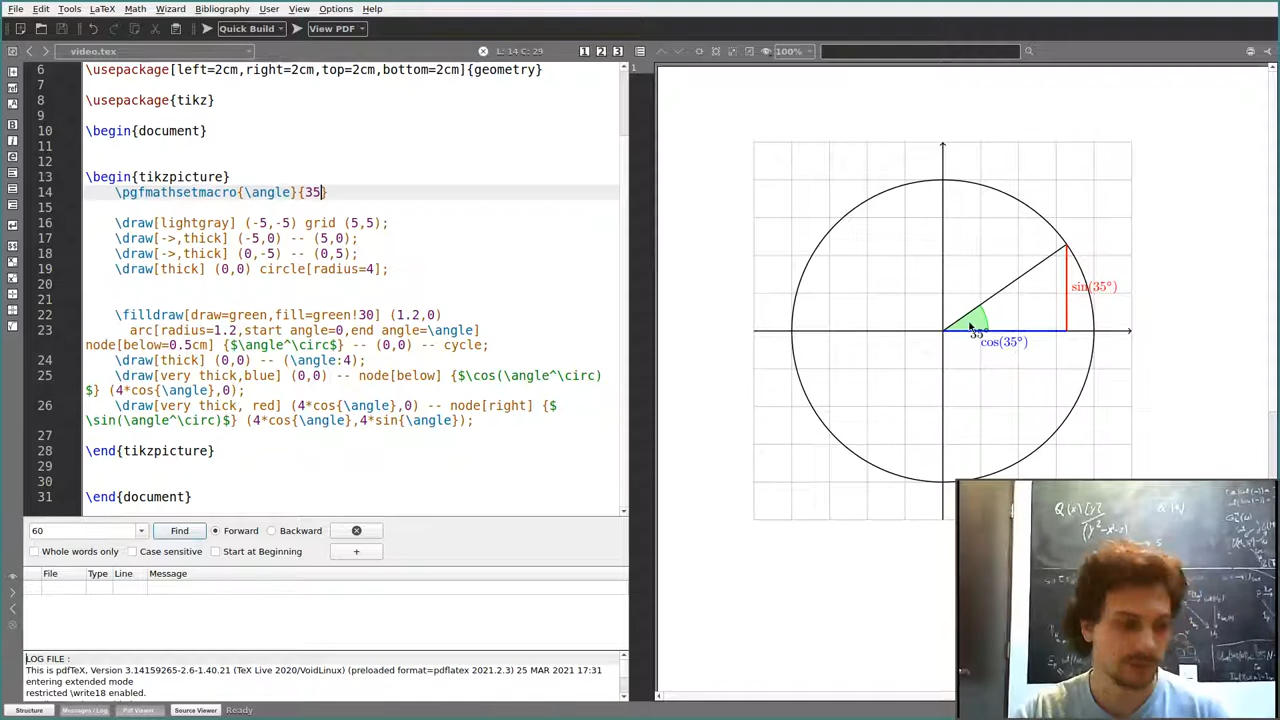 File Edit Tools LaTeX Math Wizard Bibliography User View Options Help
Quick Build View PDF
video.tex L: 14 C: 29 1 2 3 100%
6 \usepackage[left=2cm,right=2cm,top=2cm,bottom=2cm]{geometry}
7
8 \usepackage{tikz}
9
10 \begin{document}
11
12
13 \begin{tikzpicture}
14 \pgfmathsetmacro{\angle}{35}
15
16 \draw[lightgray] (-5,-5) grid (5,5);
17 \draw[->,thick] (-5,0) -- (5,0);
18 \draw[->,thick] (0,-5) -- (0,5);
19 \draw[thick] (0,0) circle[radius=4];
20
21
22 \filldraw[draw=green,fill=green!30] (1.2,0)
23 arc[radius=1.2,start angle=0,end angle=\angle]
node[below=0.5cm] {$\angle^\circ$} -- (0,0) -- cycle;
24 \draw[thick] (0,0) -- (\angle:4);
25 \draw[very thick,blue] (0,0) -- node[below] {$\cos(\angle^\circ)
$} (4*cos{\angle},0);
26 \draw[very thick, red] (4*cos{\angle},0) -- node[right] {$
\sin(\angle^\circ)$} (4*cos{\angle},4*sin{\angle});
27
28 \end{tikzpicture}
29
30
31 \end{document}
60 Find Forward Backward
Whole words only Case sensitive Start at Beginning +
File Type Line Message
LOG FILE :
This is pdfTeX, Version 3.14159265-2.6-1.40.21 (TeX Live 2020/VoidLinux) (preloaded format=pdflatex 2021.2.3) 25 MAR 2021 17:31
entering extended mode
restricted \write18 enabled.
Structure Messages / Log Pdf Viewer Source Viewer Ready
1
sin(35°)
35°
cos(35°)